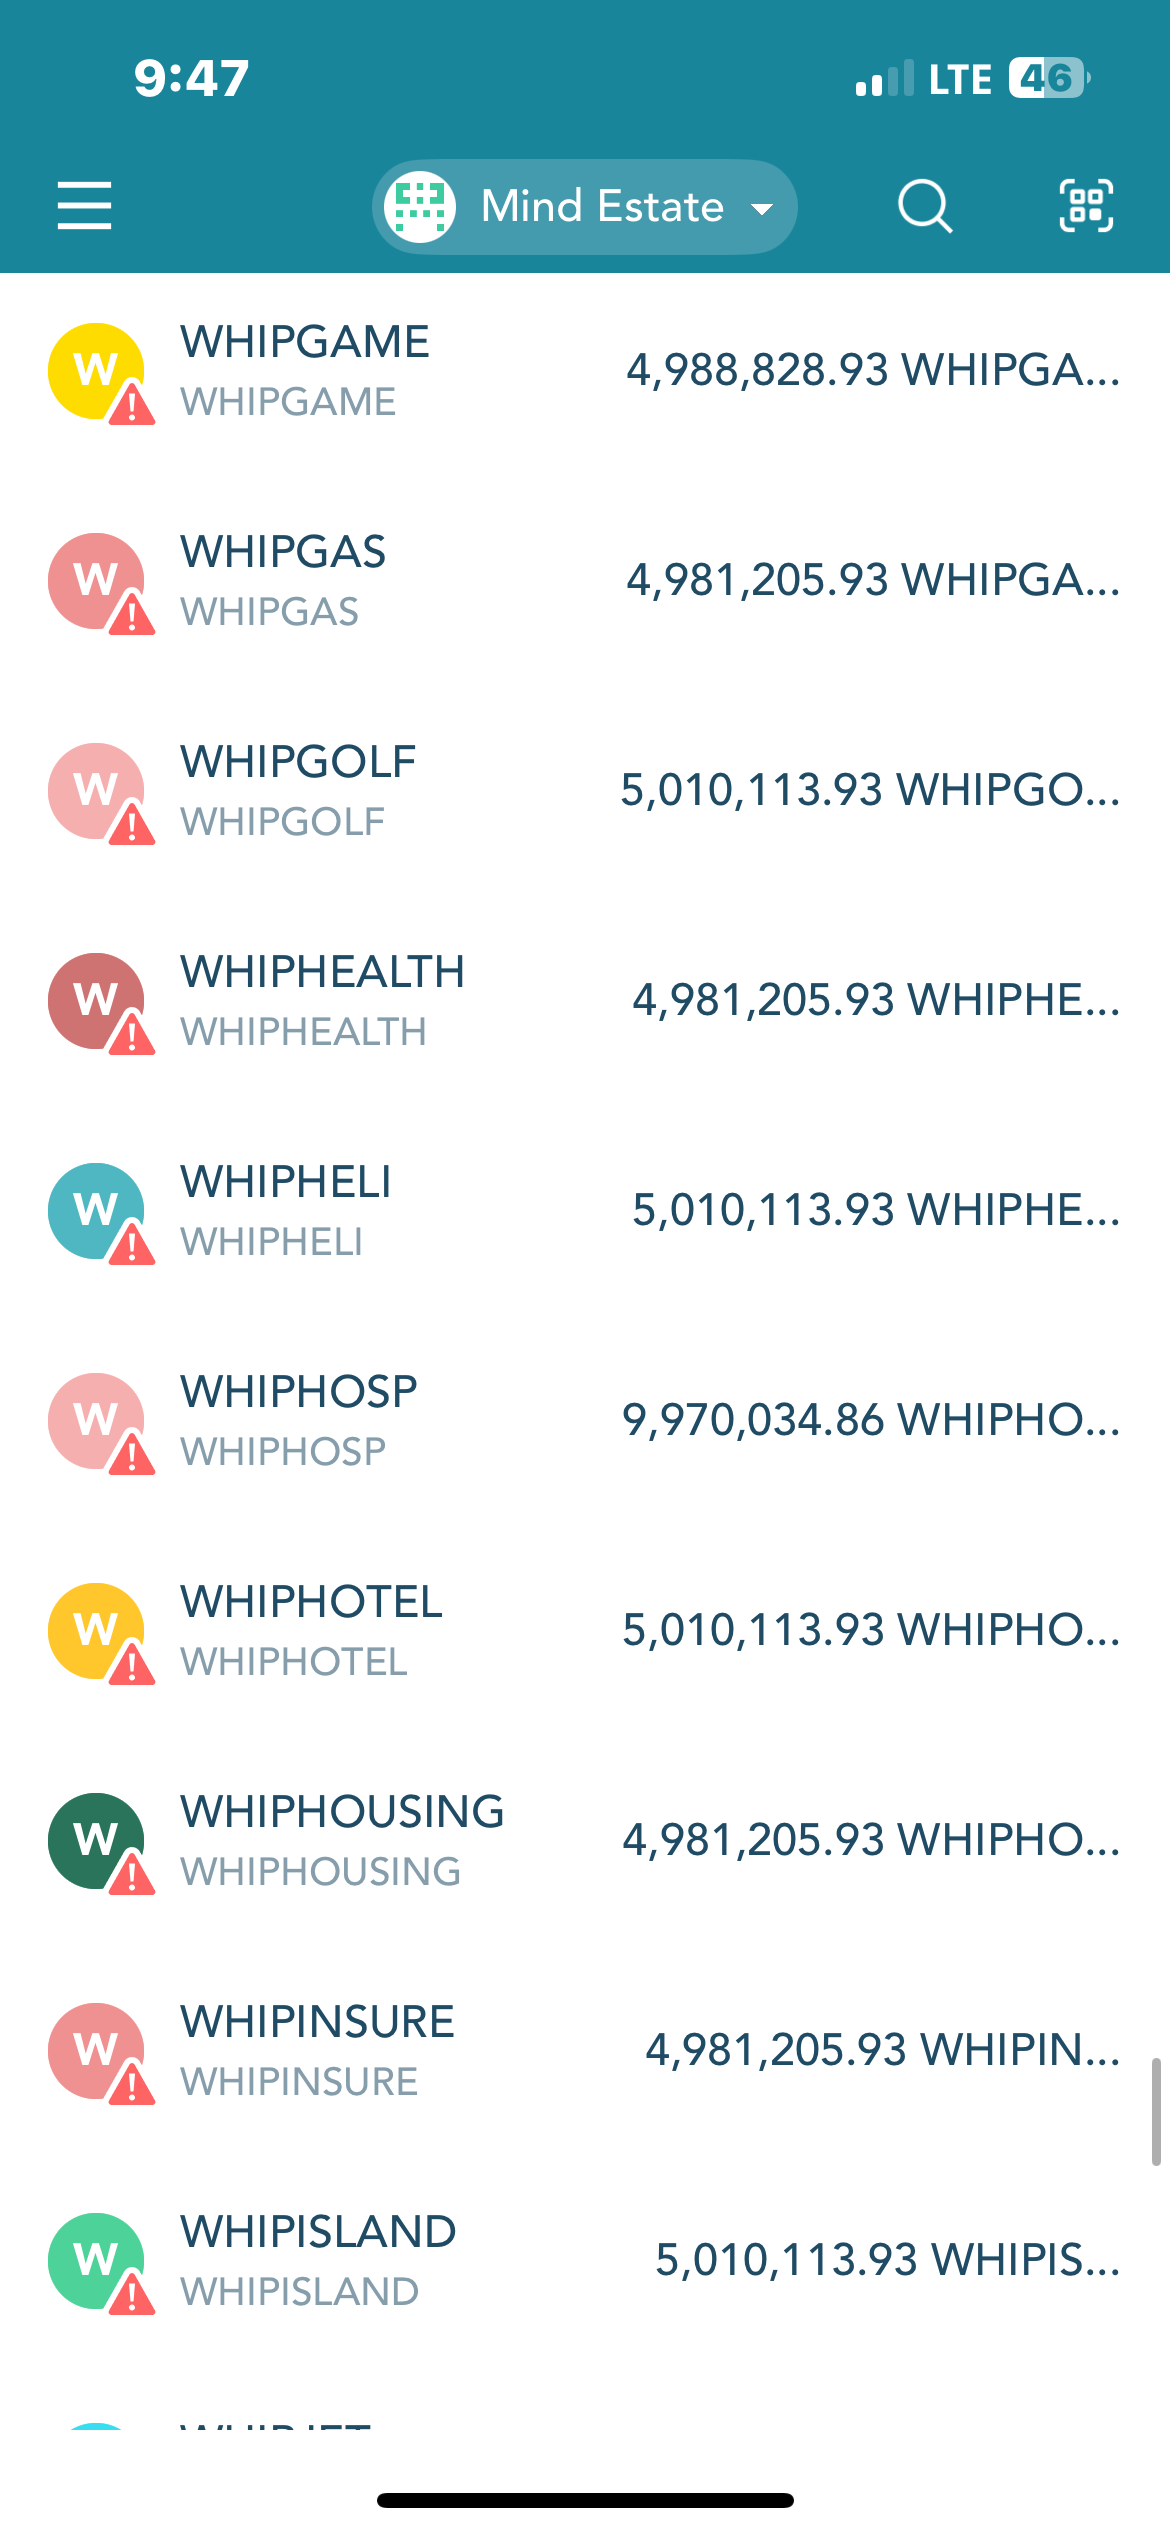 9:47
LTE 46
Mind Estate
W
WHIPGAME
WHIPGAME
4,988,828.93 WHIPGA...
W
WHIPGAS
WHIPGAS
4,981,205.93 WHIPGA...
W
WHIPGOLF
WHIPGOLF
5,010,113.93 WHIPGO...
W
WHIPHEALTH
WHIPHEALTH
4,981,205.93 WHIPHE...
W
WHIPHELI
WHIPHELI
5,010,113.93 WHIPHE...
W
WHIPHOSP
WHIPHOSP
9,970,034.86 WHIPHO...
W
WHIPHOTEL
WHIPHOTEL
5,010,113.93 WHIPHO...
W
WHIPHOUSING
WHIPHOUSING
4,981,205.93 WHIPHO...
W
WHIPINSURE
WHIPINSURE
4,981,205.93 WHIPIN...
W
WHIPISLAND
WHIPISLAND
5,010,113.93 WHIPIS...